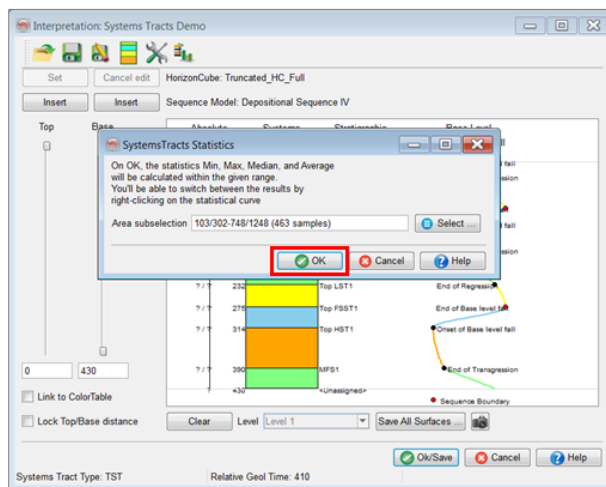 Interpretation: Systems Tracts Demo
Set Cancel edit HorizonCube: Truncated_HC_Full
Insert Insert Sequence Model: Depositional Sequence IV
Top Base Absolute Systems Stratigraphic Base Level
SystemsTracts Statistics
On OK, the statistics Min, Max, Median, and Average
will be calculated within the given range.
You'll be able to switch between the results by
right-clicking on the statistical curve
Area subselection 103/302-748/1248 (463 samples) Select ...
OK Cancel Help
? / ? 232 Top LST1 End of Regression
? / ? 275 Top FSST1 End of Base level fall
? / ? 314 Top HST1 Onset of Base level fall
? / ? 390 MFS1 End of Transgression
430 <Unassigned>
Sequence Boundary
0 430
Link to ColorTable
Lock Top/Base distance Clear Level Level 1 Save All Surfaces ...
Ok/Save Cancel Help
Systems Tract Type: TST Relative Geol Time: 410